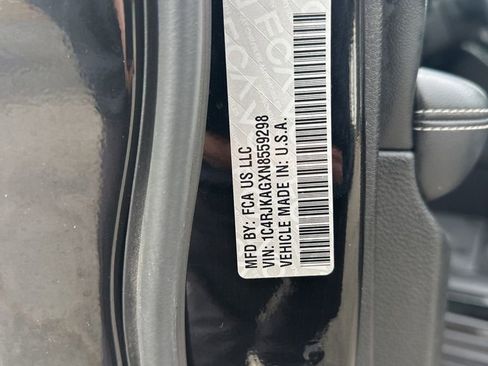 MFD BY: FCA US LLC
VIN: 1C4RJKAGXN8559298
VEHICLE MADE IN: U.S.A.